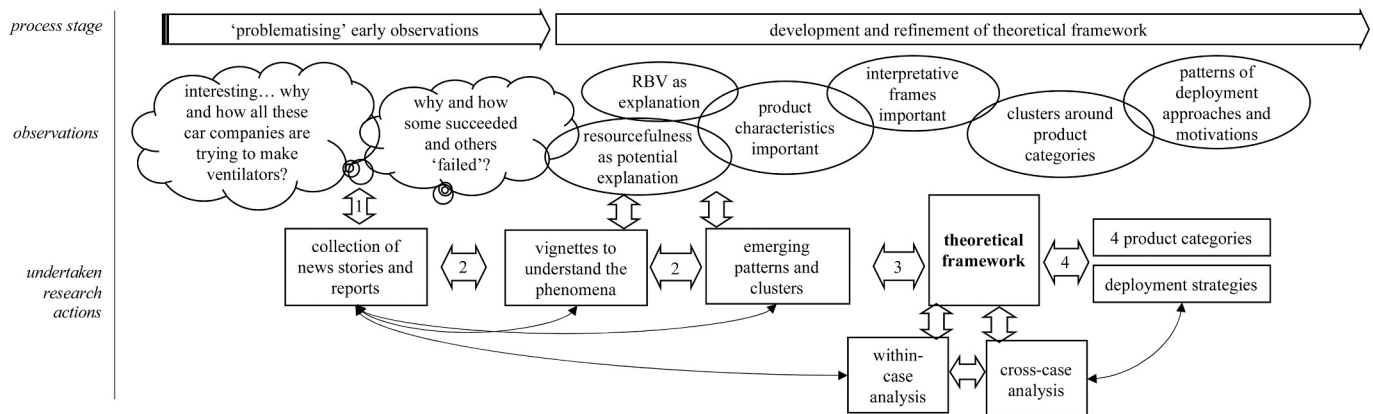 process stage
‘problematising’ early observations
development and refinement of theoretical framework
observations
interesting… why
and how all these
car companies are
trying to make
ventilators?
why and how
some succeeded
and others
‘failed’?
RBV as
explanation
resourcefulness
as potential
explanation
product
characteristics
important
interpretative
frames
important
clusters around
product
categories
patterns of
deployment
approaches and
motivations
undertaken
research
actions
1
collection of
news stories and
reports
2
vignettes to
understand the
phenomena
2
emerging
patterns and
clusters
3
theoretical
framework
4
4 product categories
deployment strategies
within-
case
analysis
cross-case
analysis